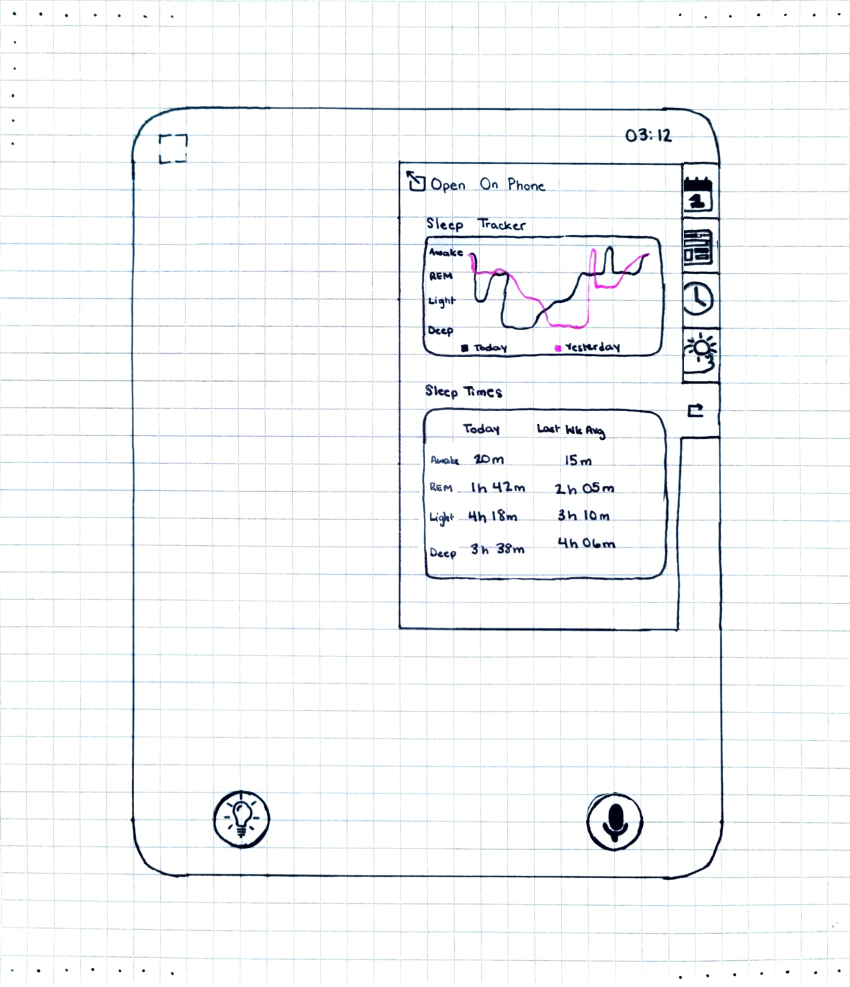 03:12
Open On Phone
Sleep Tracker
Awake
REM
Light
Deep
Today Yesterday
Sleep Times
Today Last Wk Avg
Awake 20m 15m
REM 1h 42m 2h 05m
Light 4h 18m 3h 10m
Deep 3h 38m 4h 06m